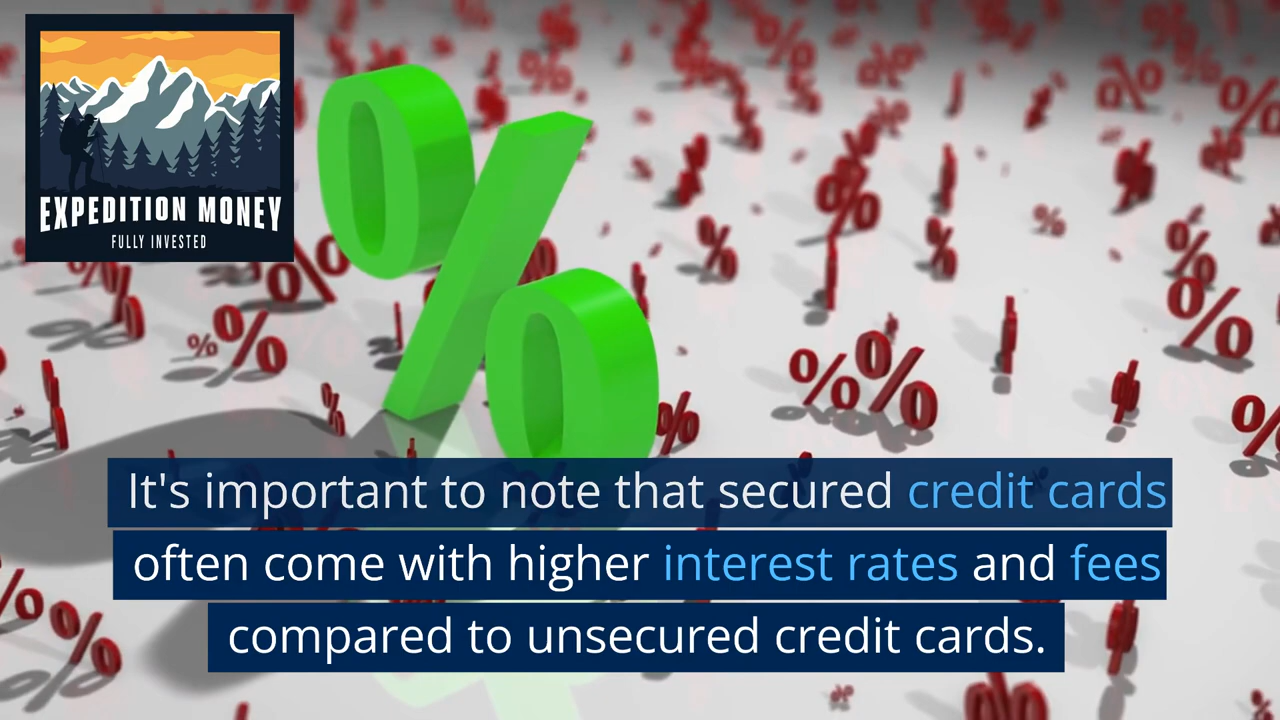 EXPEDITION MONEY
FULLY INVESTED
It's important to note that secured credit cards
often come with higher interest rates and fees
compared to unsecured credit cards.